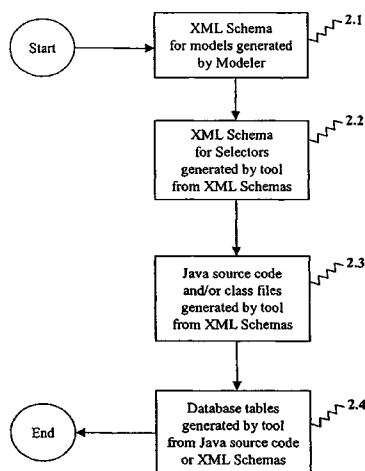 Start
XML Schema
for models generated
by Modeler
2.1
XML Schema
for Selectors
generated by tool
from XML Schemas
2.2
Java source code
and/or class files
generated by tool
from XML Schemas
2.3
Database tables
generated by tool
from Java source code
or XML Schemas
2.4
End